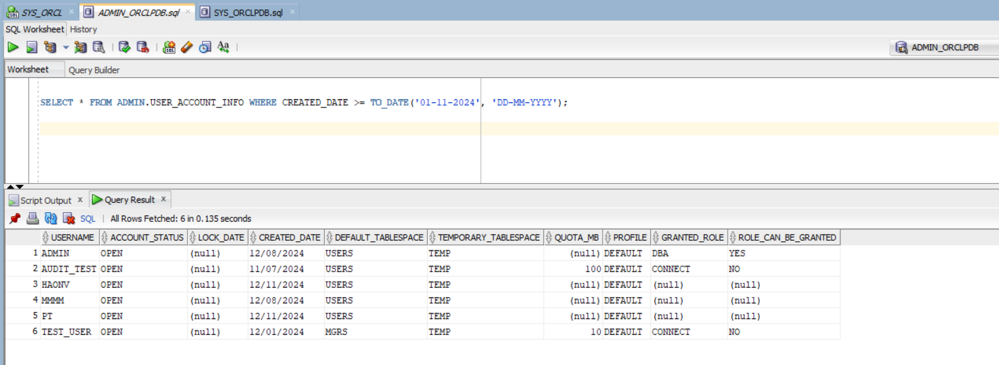 SYS_ORCL ADMIN_ORCLPDB.sql SYS_ORCLPDB.sql
SQL Worksheet History
ADMIN_ORCLPDB
Worksheet Query Builder
SELECT * FROM ADMIN.USER_ACCOUNT_INFO WHERE CREATED_DATE >= TO_DATE('01-11-2024', 'DD-MM-YYYY');
Script Output x Query Result x
SQL | All Rows Fetched: 6 in 0.135 seconds
USERNAME ACCOUNT_STATUS LOCK_DATE CREATED_DATE DEFAULT_TABLESPACE TEMPORARY_TABLESPACE QUOTA_MB PROFILE GRANTED_ROLE ROLE_CAN_BE_GRANTED
1 ADMIN OPEN (null) 12/08/2024 USERS TEMP (null) DEFAULT DBA YES
2 AUDIT_TEST OPEN (null) 11/07/2024 USERS TEMP 100 DEFAULT CONNECT NO
3 HAONV OPEN (null) 12/11/2024 USERS TEMP (null) DEFAULT (null) (null)
4 MMMM OPEN (null) 12/08/2024 USERS TEMP (null) DEFAULT (null) (null)
5 PT OPEN (null) 12/11/2024 USERS TEMP (null) DEFAULT (null) (null)
6 TEST_USER OPEN (null) 12/01/2024 MGRS TEMP 10 DEFAULT CONNECT NO